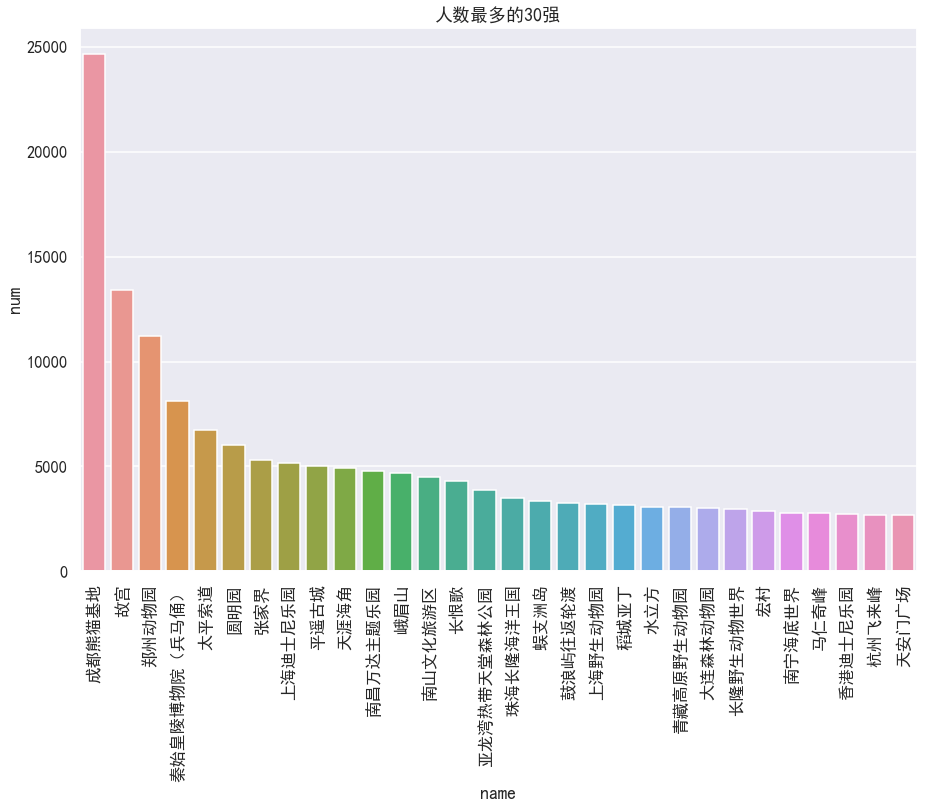 人数最多的30强
num
25000
20000
15000
10000
5000
0
成都熊猫基地
故宫
郑州动物园
秦始皇陵博物院（兵马俑）
太平索道
圆明园
张家界
上海迪士尼乐园
平遥古城
天涯海角
南昌万达主题乐园
峨眉山
南山文化旅游区
长恨歌
亚龙湾热带天堂森林公园
珠海长隆海洋王国
蜈支洲岛
鼓浪屿往返轮渡
上海野生动物园
稻城亚丁
水立方
青藏高原野生动物园
大连森林动物园
长隆野生动物世界
宏村
南宁海底世界
马仁奇峰
香港迪士尼乐园
杭州飞来峰
天安门广场
name